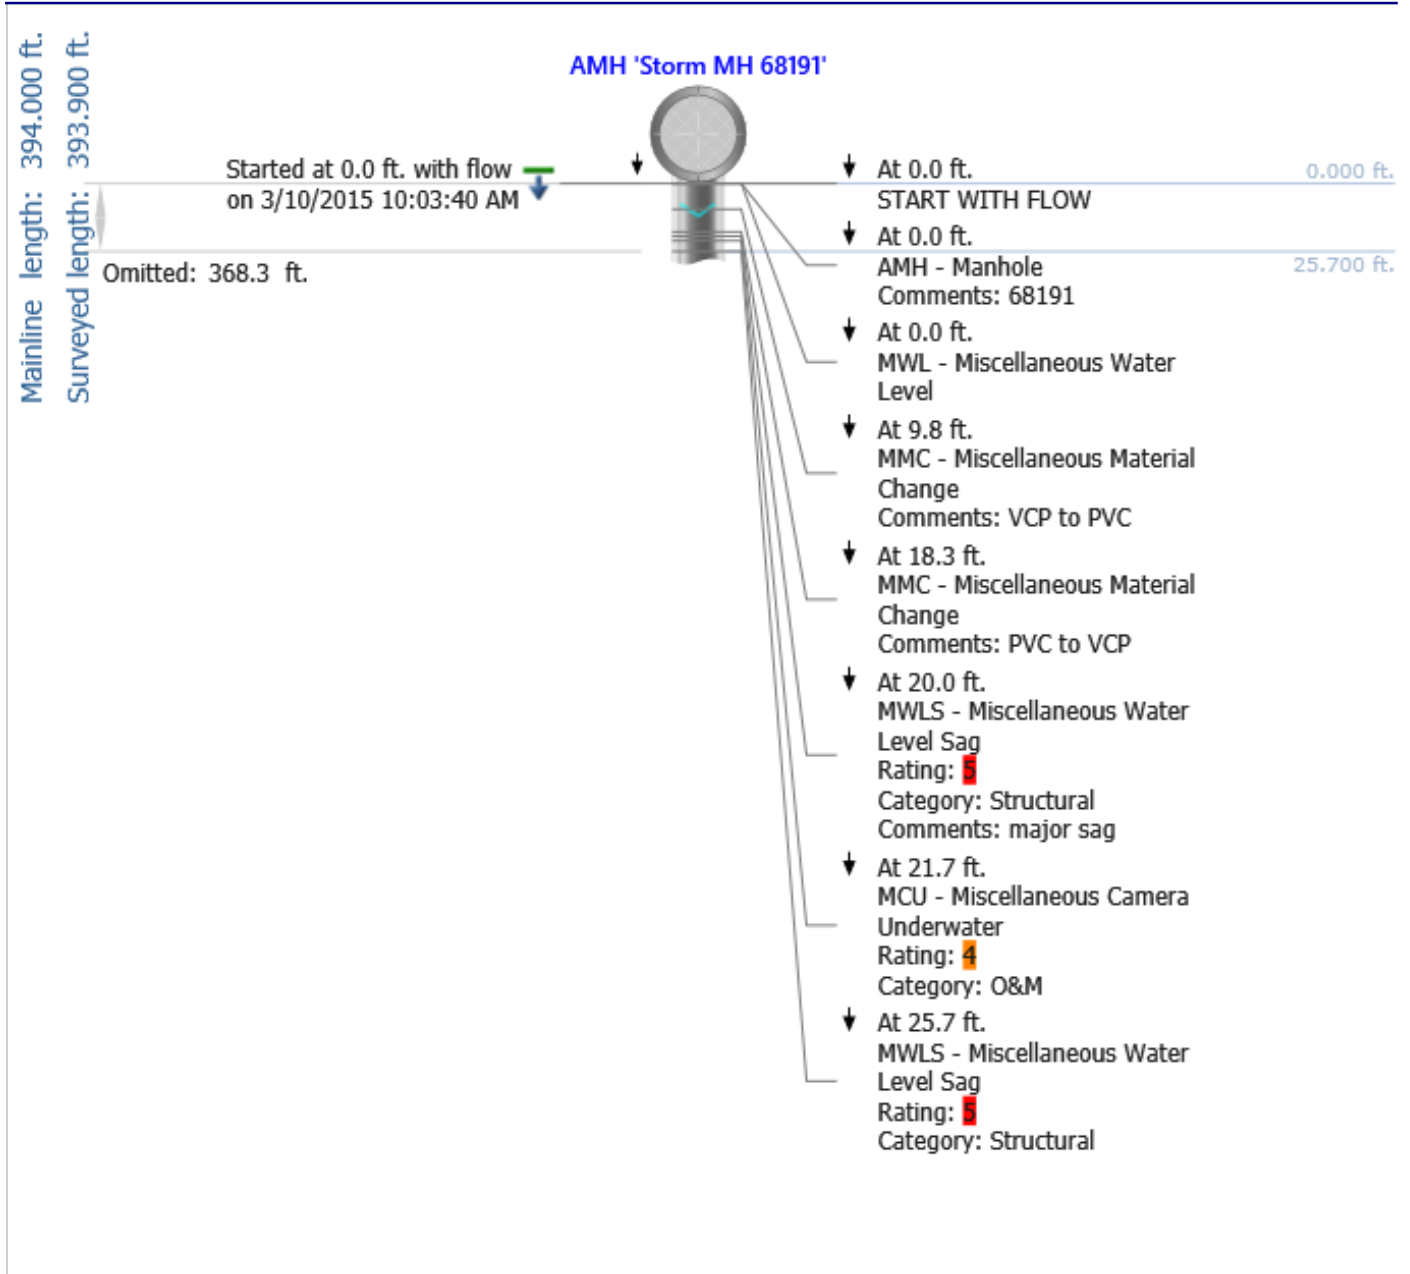 Mainline length: 394.000 ft.
Surveyed length: 393.900 ft.
AMH 'Storm MH 68191'
Started at 0.0 ft. with flow
on 3/10/2015 10:03:40 AM
Omitted: 368.3 ft.
0.000 ft.
25.700 ft.
At 0.0 ft.
START WITH FLOW
At 0.0 ft.
AMH - Manhole
Comments: 68191
At 0.0 ft.
MWL - Miscellaneous Water
Level
At 9.8 ft.
MMC - Miscellaneous Material
Change
Comments: VCP to PVC
At 18.3 ft.
MMC - Miscellaneous Material
Change
Comments: PVC to VCP
At 20.0 ft.
MWLS - Miscellaneous Water
Level Sag
Rating: 5
Category: Structural
Comments: major sag
At 21.7 ft.
MCU - Miscellaneous Camera
Underwater
Rating: 4
Category: O&M
At 25.7 ft.
MWLS - Miscellaneous Water
Level Sag
Rating: 5
Category: Structural